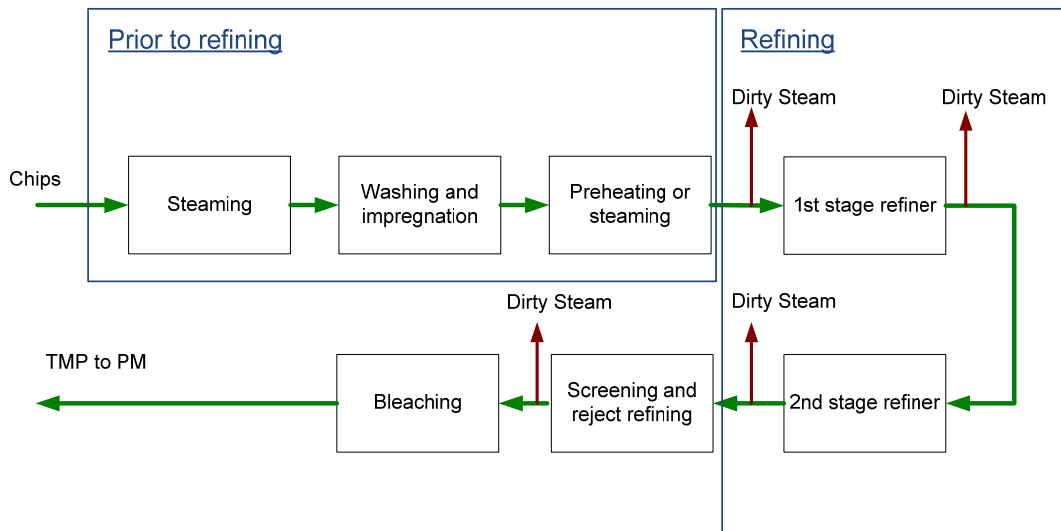 Prior to refining
Refining
Dirty Steam
Dirty Steam
Chips
Steaming
Washing and
impregnation
Preheating or
steaming
1st stage refiner
Dirty Steam
Dirty Steam
TMP to PM
Bleaching
Screening and
reject refining
2nd stage refiner